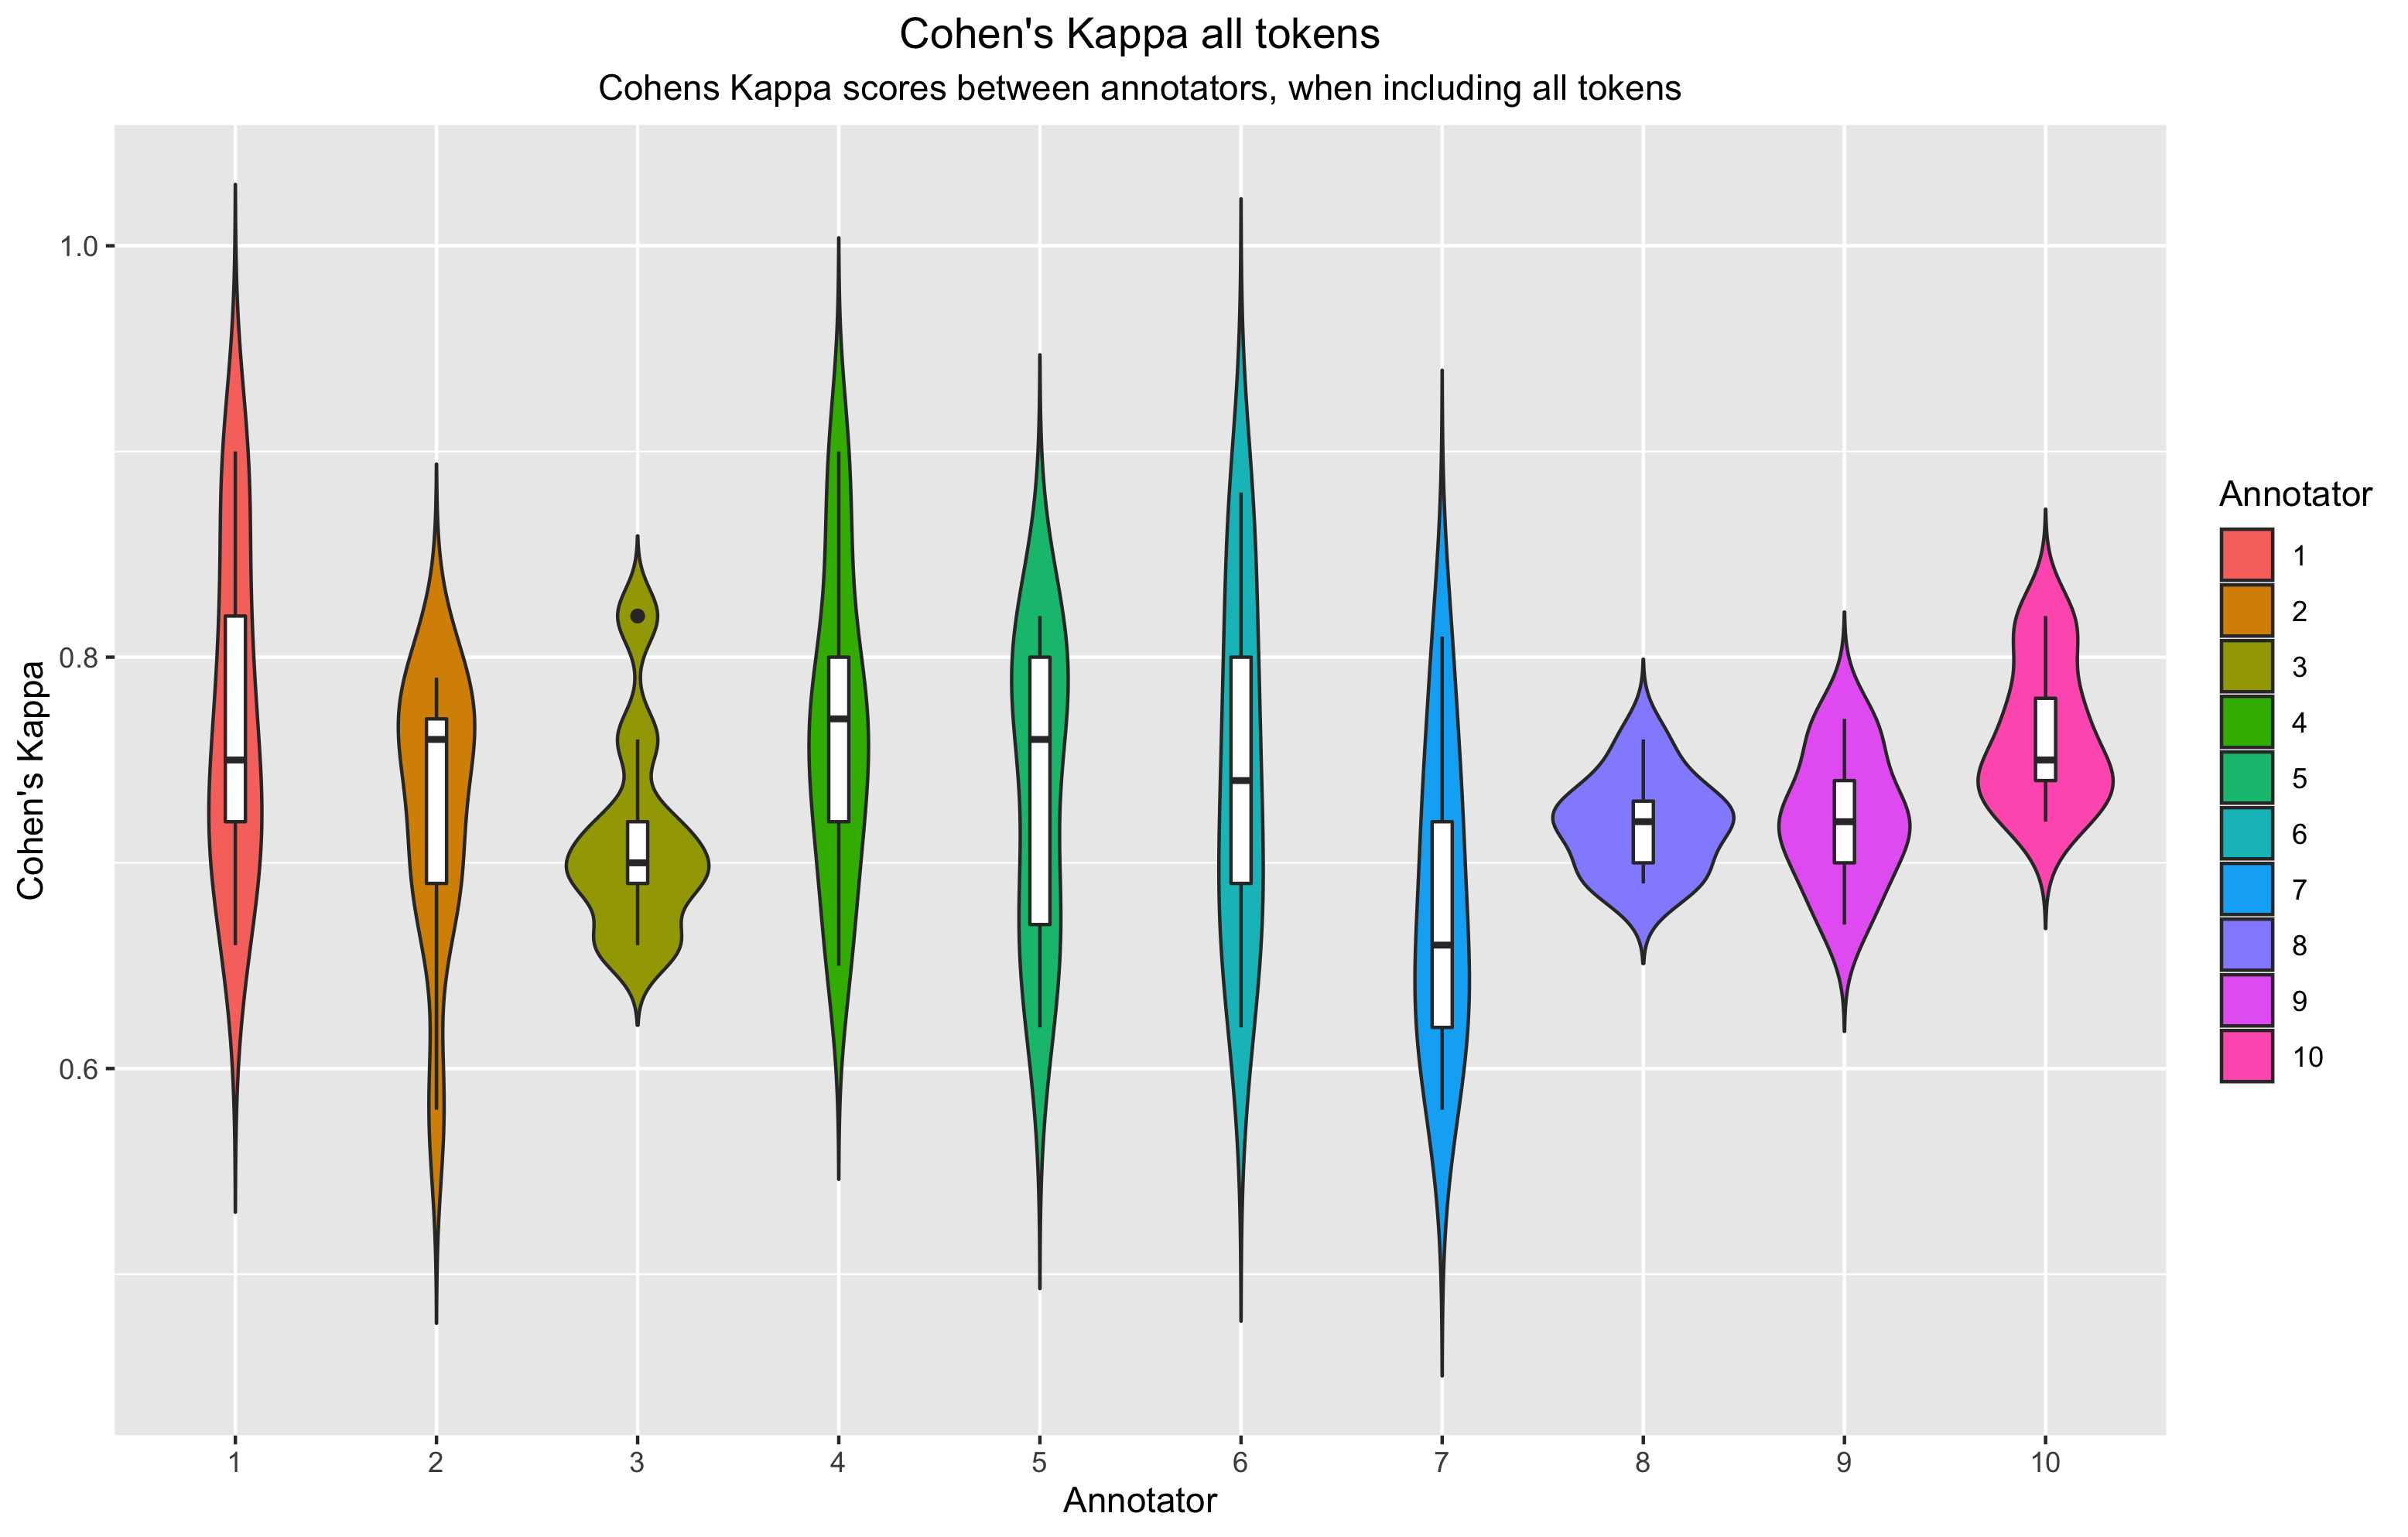 Cohen's Kappa all tokens
Cohens Kappa scores between annotators, when including all tokens
Cohen's Kappa
1.0
0.8
0.6
1 2 3 4 5 6 7 8 9 10
Annotator
Annotator
1
2
3
4
5
6
7
8
9
10